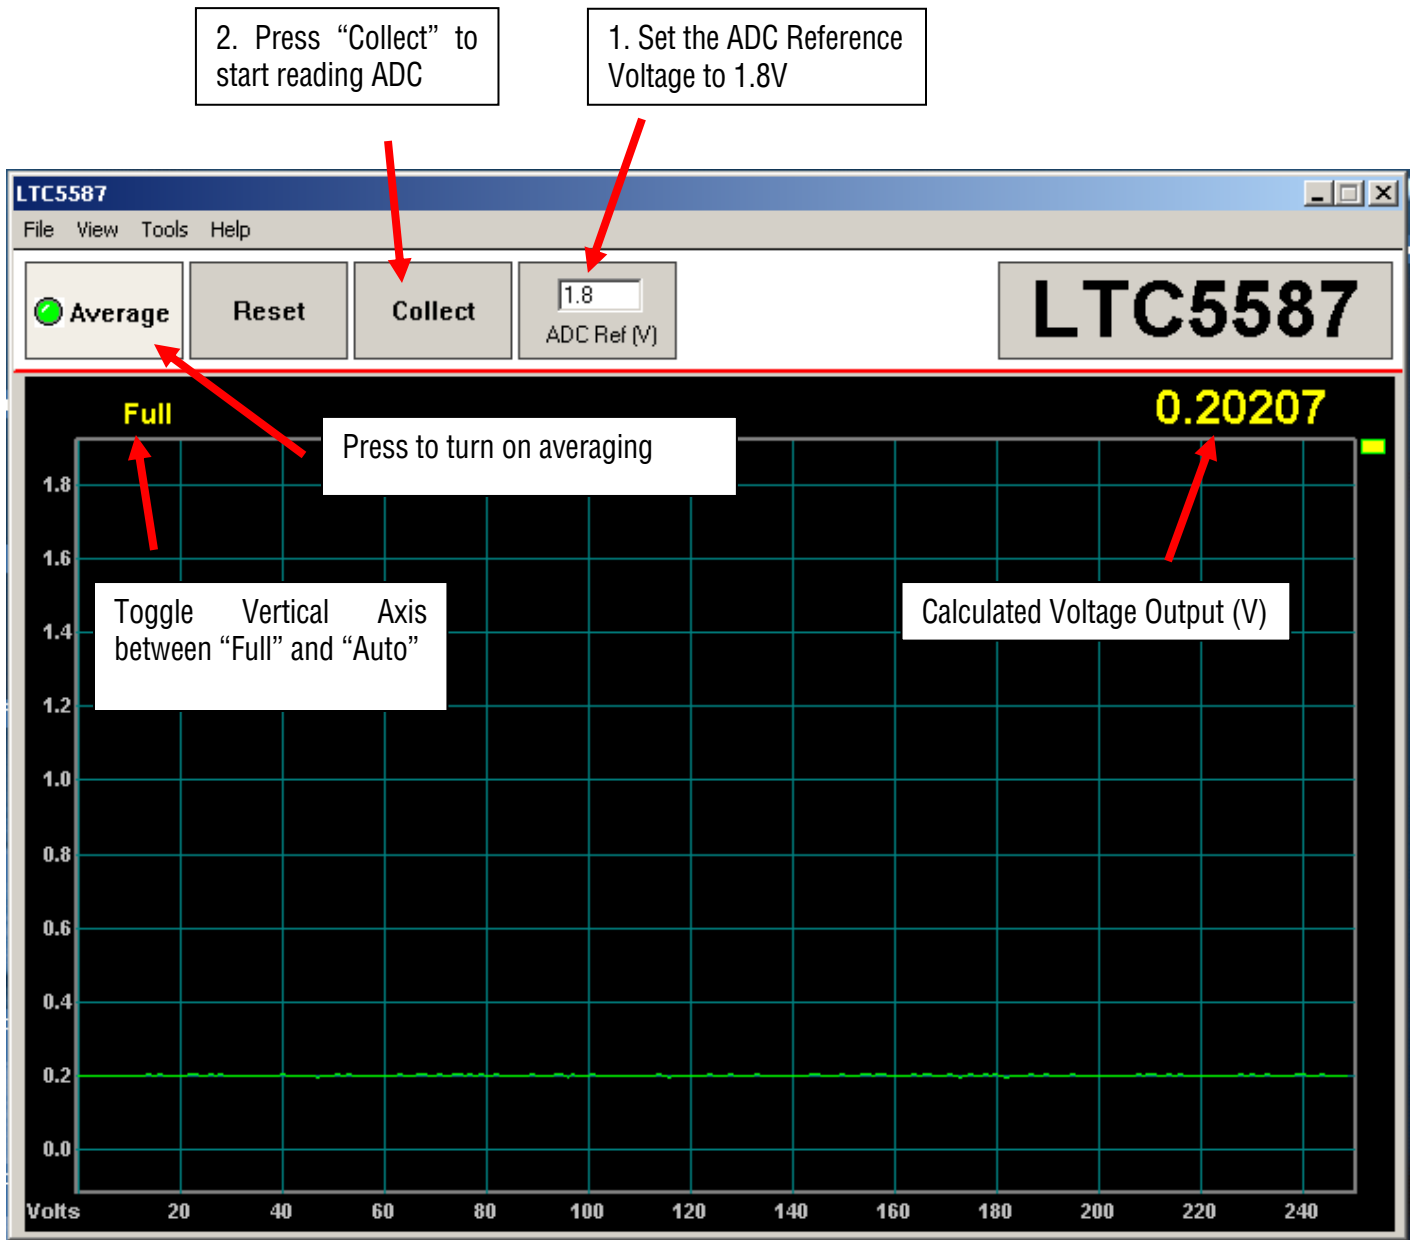 2. Press “Collect” to
start reading ADC
1. Set the ADC Reference
Voltage to 1.8V
LTC5587
File View Tools Help
Average
Reset
Collect
1.8
ADC Ref (V)
LTC5587
Full
0.20207
Press to turn on averaging
1.8
1.6
Toggle Vertical Axis
between “Full” and “Auto”
Calculated Voltage Output (V)
1.4
1.2
1.0
0.8
0.6
0.4
0.2
0.0
Volts 20 40 60 80 100 120 140 160 180 200 220 240